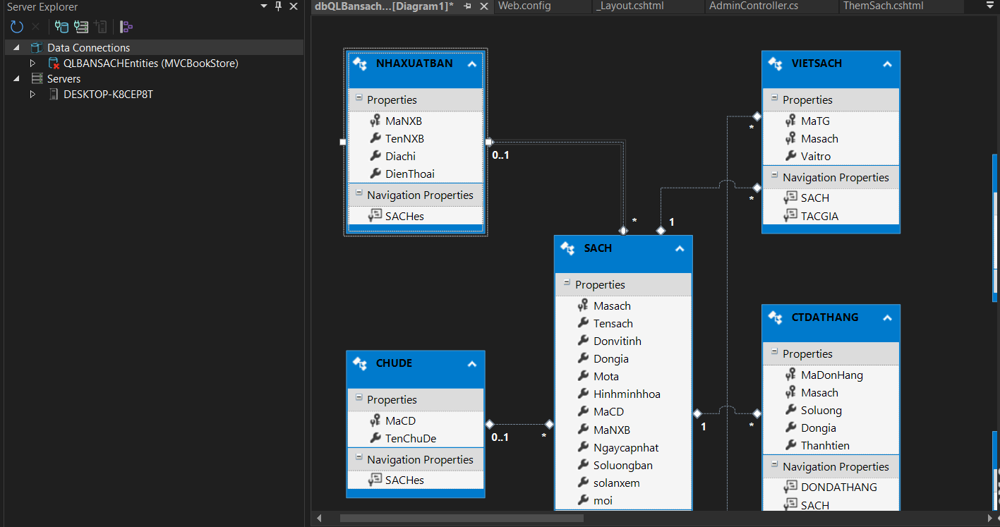 Server Explorer
Data Connections
QLBANSACHEntities (MVCBookStore)
Servers
DESKTOP-K8CEP8T
dbQLBansach...[Diagram1]*
Web.config
_Layout.cshtml
AdminController.cs
ThemSach.cshtml
NHAXUATBAN
Properties
MaNXB
TenNXB
Diachi
DienThoai
Navigation Properties
SACHes
0..1
*
VIETSACH
Properties
MaTG
Masach
Vaitro
Navigation Properties
SACH
TACGIA
*
*
1
SACH
Properties
Masach
Tensach
Donvitinh
Dongia
Mota
Hinhminhhoa
MaCD
MaNXB
Ngaycapnhat
Soluongban
solanxem
moi
CHUDE
Properties
MaCD
TenChuDe
Navigation Properties
SACHes
0..1
*
1
*
CTDATHANG
Properties
MaDonHang
Masach
Soluong
Dongia
Thanhtien
Navigation Properties
DONDATHANG
SACH